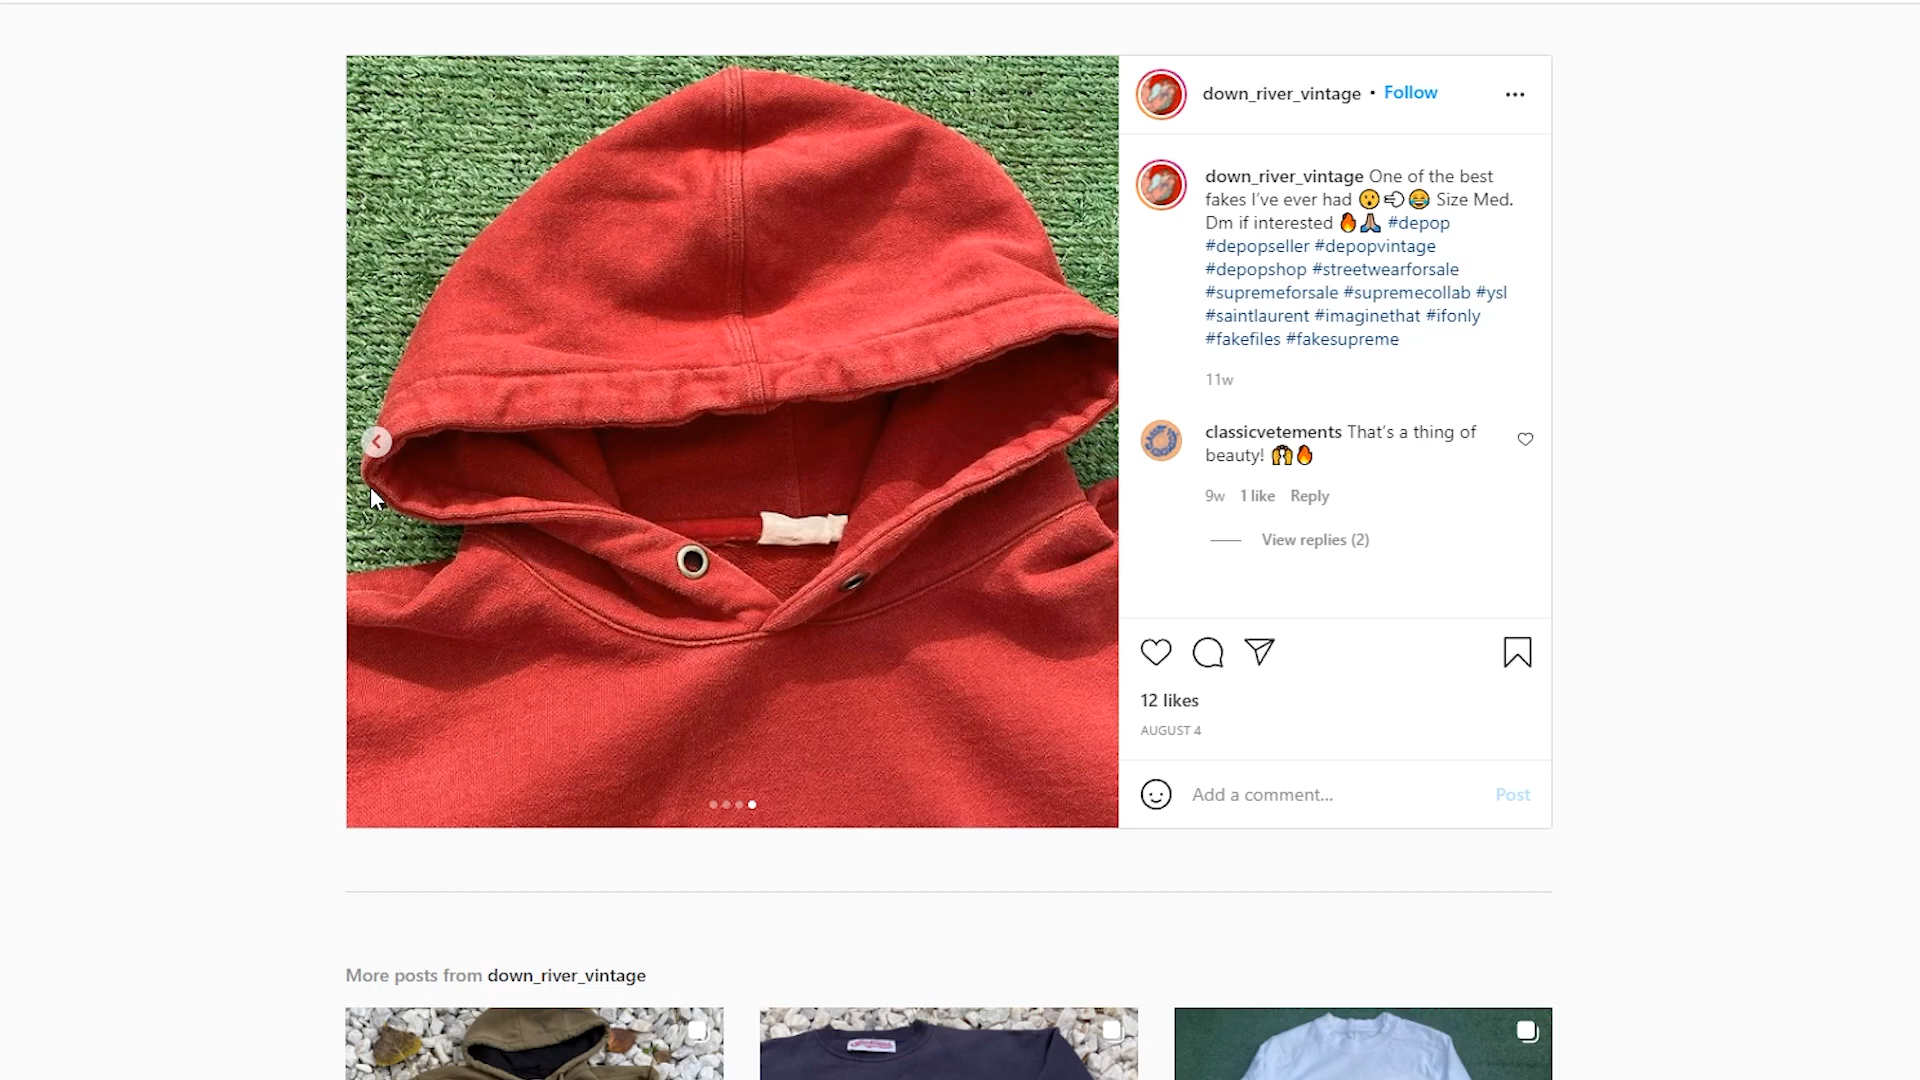 down_river_vintage • Follow
down_river_vintage One of the best
fakes I've ever had 😮💨😂 Size Med.
Dm if interested 🔥🙏🏽 #depop
#depopseller #depopvintage
#depopshop #streetwearforsale
#supremeforsale #supremecollab #ysl
#saintlaurent #imaginethat #ifonly
#fakefiles #fakesupreme
11w
classicvetements That's a thing of
beauty! 🙌🔥
9w 1 like Reply
View replies (2)
12 likes
AUGUST 4
Add a comment... Post
More posts from down_river_vintage